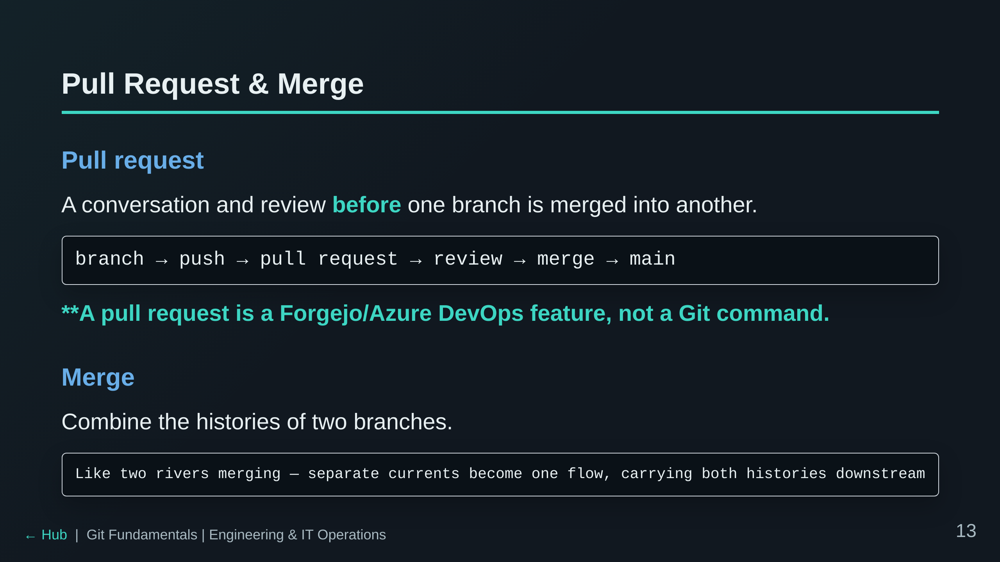 Pull Request & Merge
Pull request
A conversation and review before one branch is merged into another.
branch → push → pull request → review → merge → main
**A pull request is a Forgejo/Azure DevOps feature, not a Git command.
Merge
Combine the histories of two branches.
Like two rivers merging — separate currents become one flow, carrying both histories downstream
← Hub | Git Fundamentals | Engineering & IT Operations
13